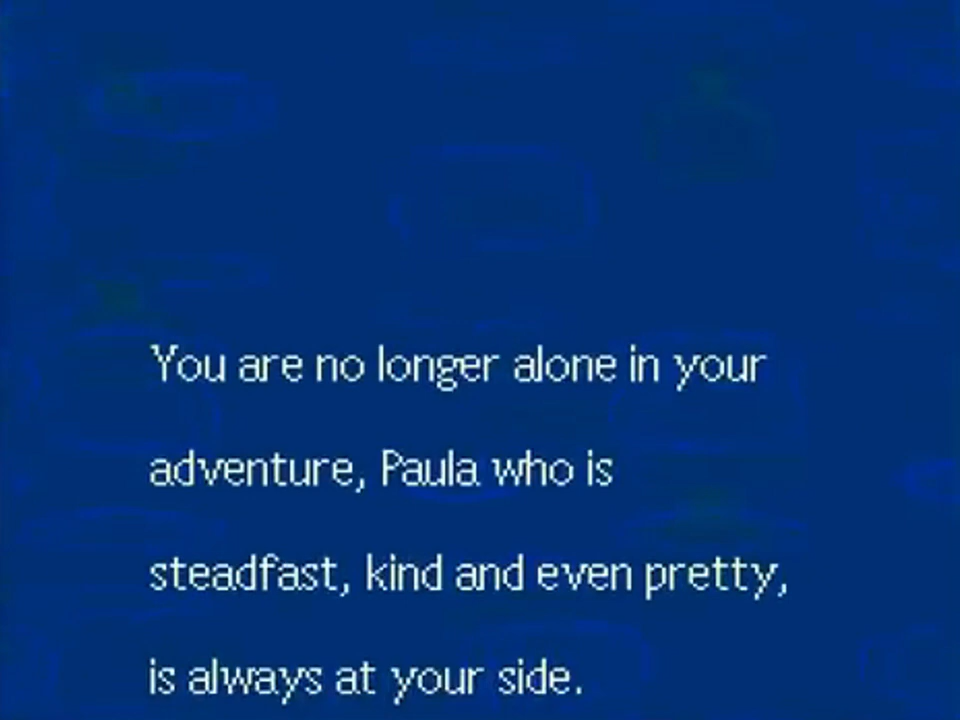 You are no longer alone in your
adventure, Paula who is
steadfast, kind and even pretty,
is always at your side.